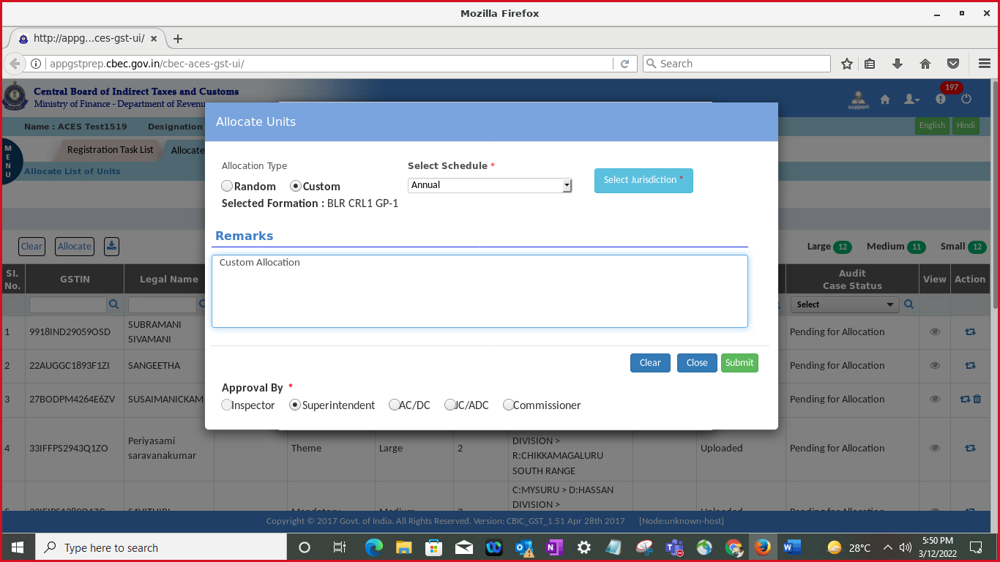 Mozilla Firefox
http://appg...ces-gst-ui/
appgstprep.cbec.gov.in/cbec-aces-gst-ui/
Search
Central Board of Indirect Taxes and Customs
Ministry of Finance - Department of Revenu
support
197
Name : ACES Test1519 Designation
English Hindi
MENU
Registration Task List Allocate
Allocate List of Units
Allocate Units
Allocation Type
Select Schedule *
Random Custom
Annual
Select Jurisdiction *
Selected Formation : BLR CRL1 GP-1
Remarks
Custom Allocation
Clear Close Submit
Approval By *
Inspector Superintendent AC/DC JC/ADC Commissioner
Clear Allocate
Large 12 Medium 11 Small 12
SI. No. GSTIN Legal Name Audit Case Status View Action
Select
1 9918IND29059OSD SUBRAMANI SIVAMANI Pending for Allocation
2 22AUGGC1893F1ZI SANGEETHA Pending for Allocation
3 27BODPM4264E6ZV SUSAIMANICKAM Pending for Allocation
4 33IFFPS2943Q1ZO Periyasami saravanakumar Theme Large 2 DIVISION > R:CHIKKAMAGALURU SOUTH RANGE Uploaded Pending for Allocation
5 SAVITHIRI Mandatory Medium C:MYSURU > D:HASSAN DIVISION > Uploaded Pending for Allocation
Copyright © 2017 Govt. of India. All Rights Reserved. Version: CBIC_GST_1.51 Apr 28th 2017 [Node:unknown-host]
Type here to search
28°C
5:50 PM
3/12/2022